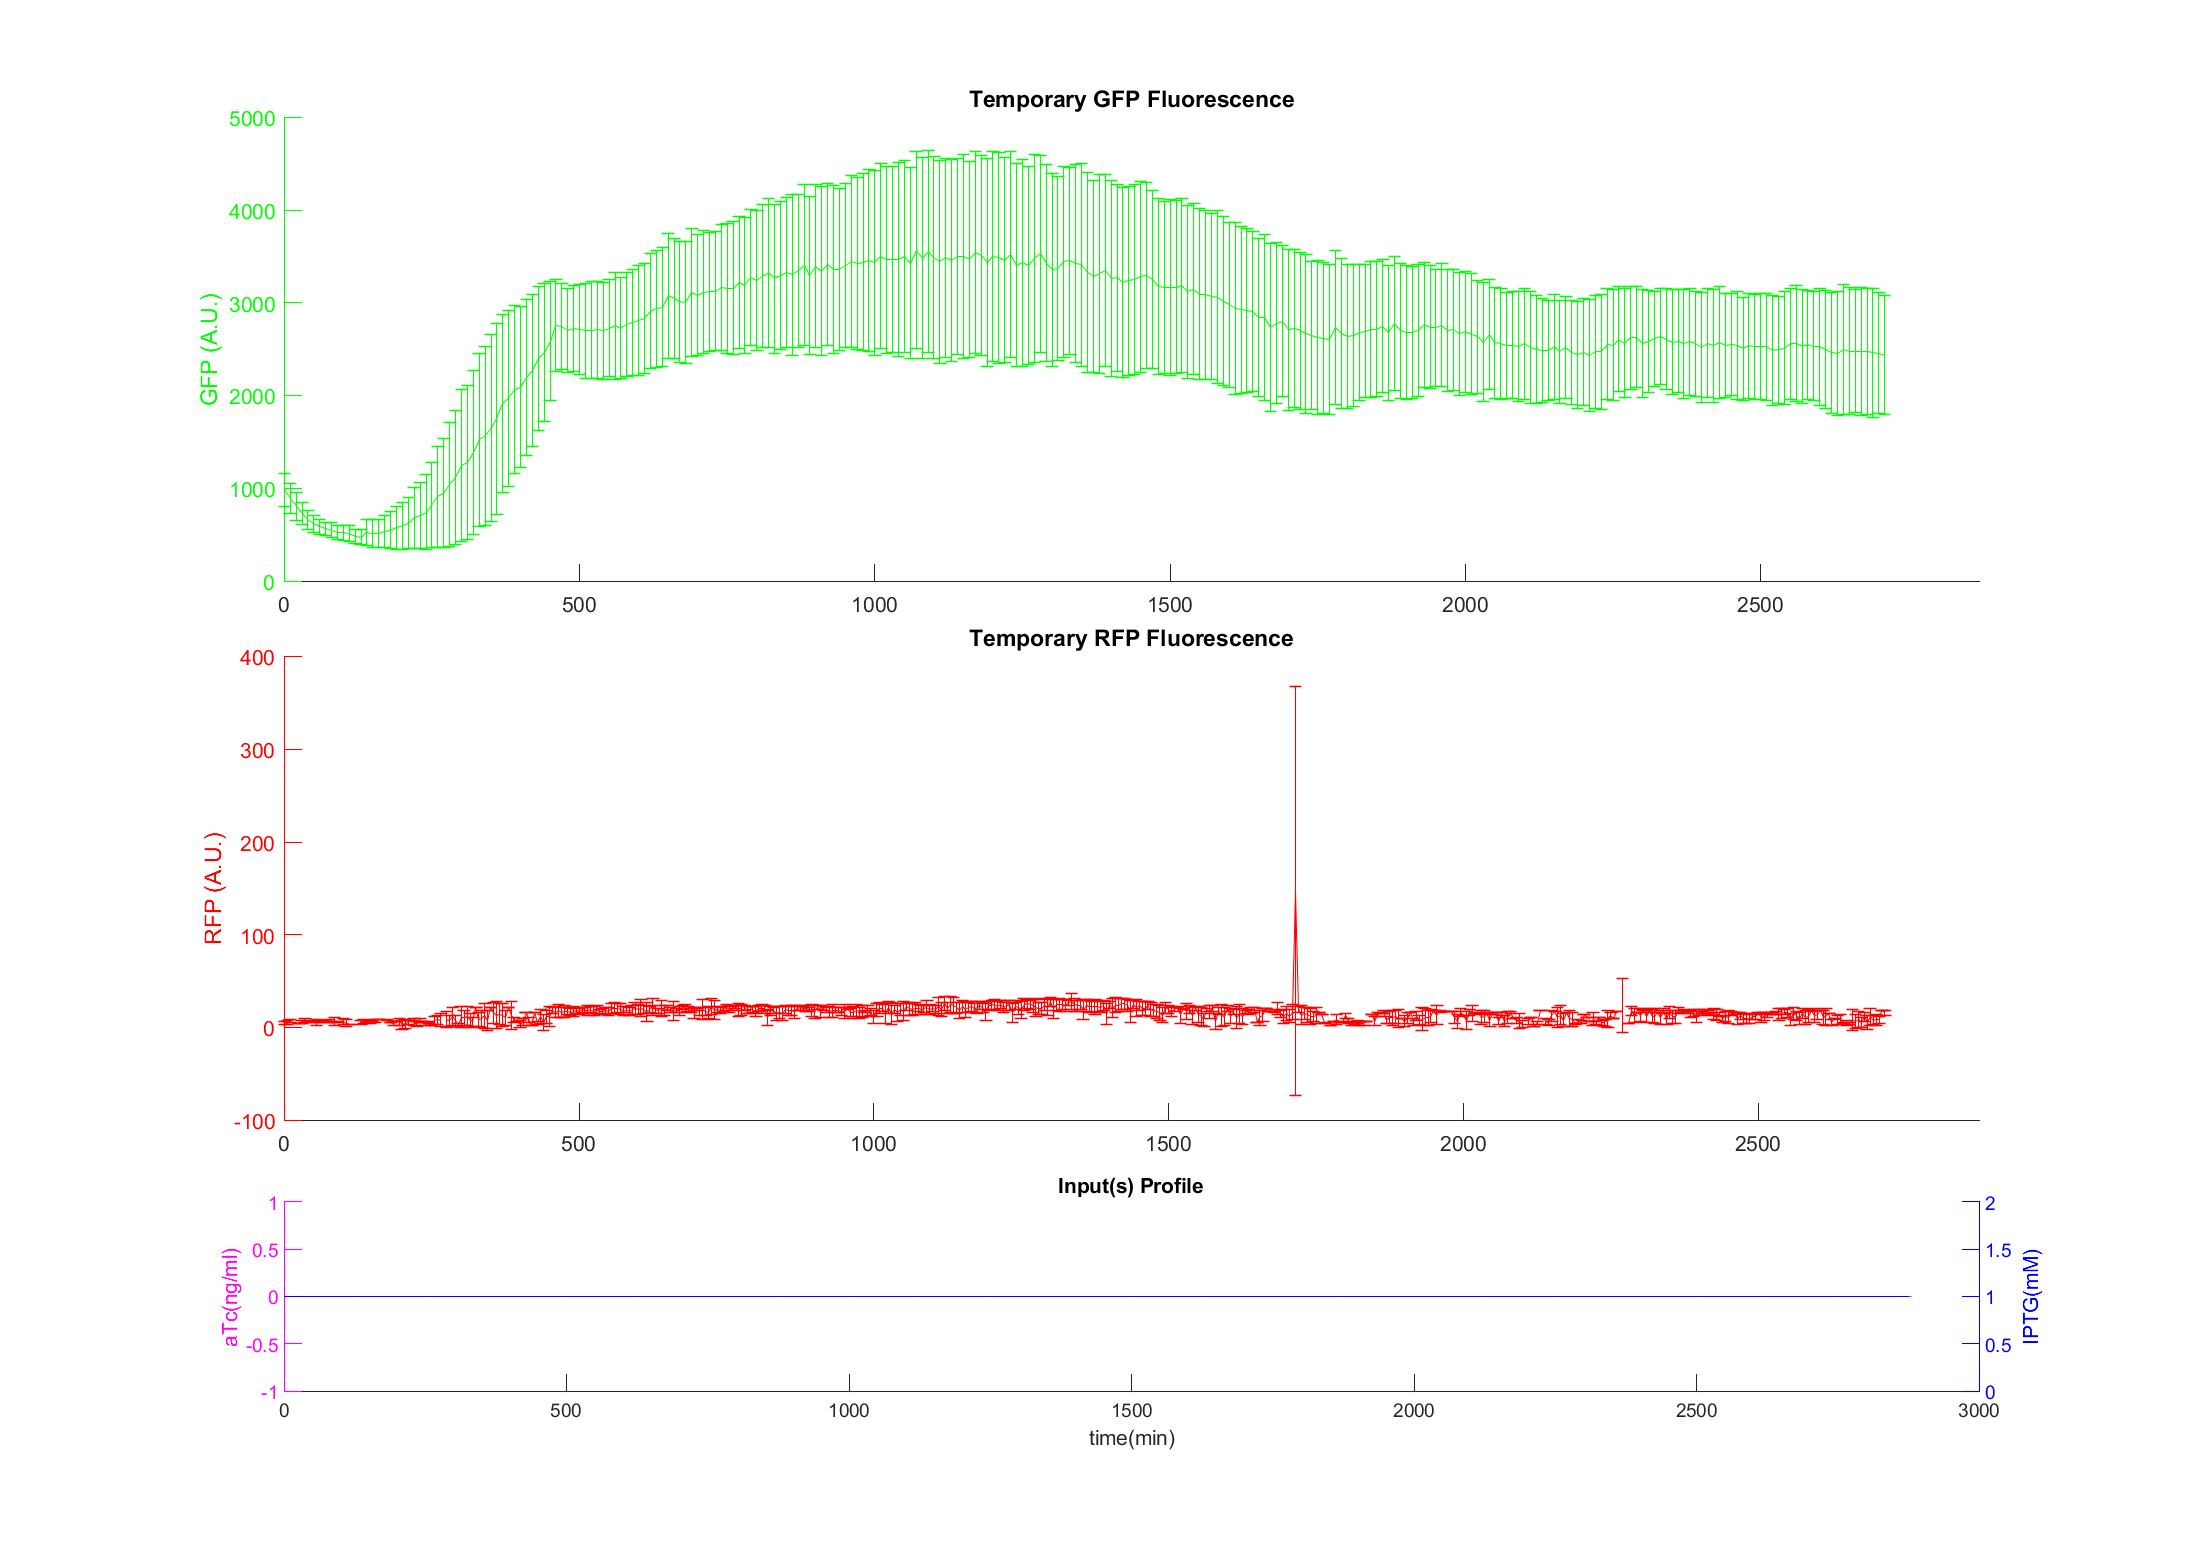 Temporary GFP Fluorescence
5000
4000
3000
2000
1000
0
GFP (A.U.)
0 500 1000 1500 2000 2500
Temporary RFP Fluorescence
400
300
200
100
0
-100
RFP (A.U.)
0 500 1000 1500 2000 2500
Input(s) Profile
1
0.5
0
-0.5
-1
aTc(ng/ml)
2
1.5
1
0.5
0
IPTG(mM)
0 500 1000 1500 2000 2500 3000
time(min)